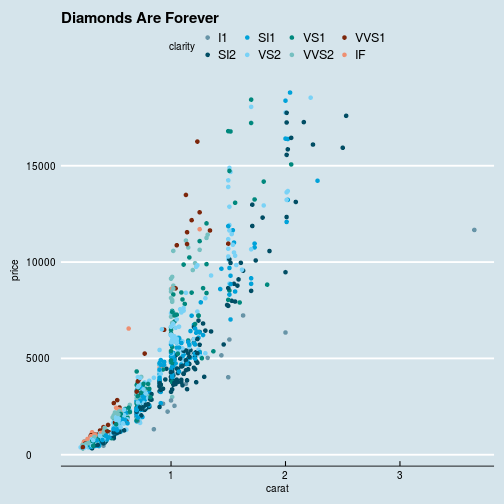 Diamonds Are Forever
clarity
I1 SI1 VS1 VVS1
SI2 VS2 VVS2 IF
price
15000
10000
5000
0
1 2 3
carat